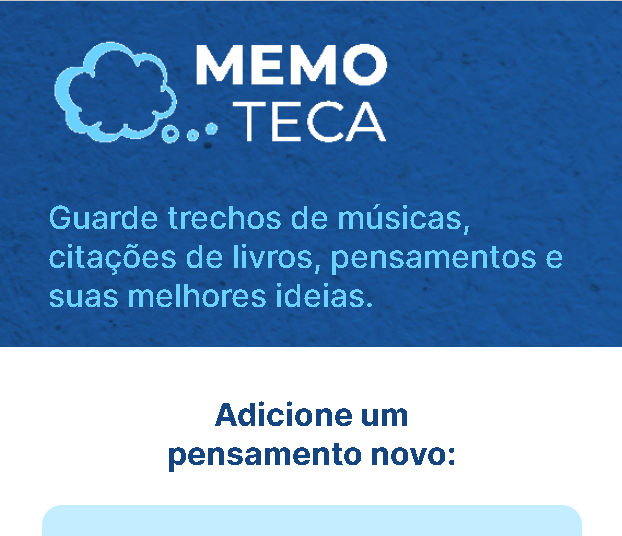 MEMO
TECA
Guarde trechos de músicas,
citações de livros, pensamentos e
suas melhores ideias.
Adicione um
pensamento novo: